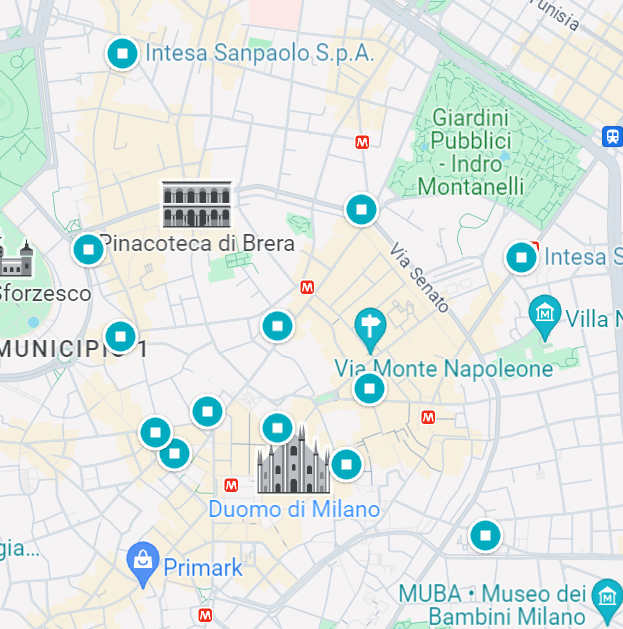 Tunisia
Intesa Sanpaolo S.p.A.
Giardini
Pubblici
- Indro
Montanelli
M
Pinacoteca di Brera
Via Senato
Intesa S
Sforzesco
M
Villa N
MUNICIPIO 1
Via Monte Napoleone
M
M
Duomo di Milano
gia...
Primark
MUBA • Museo dei
Bambini Milano
M